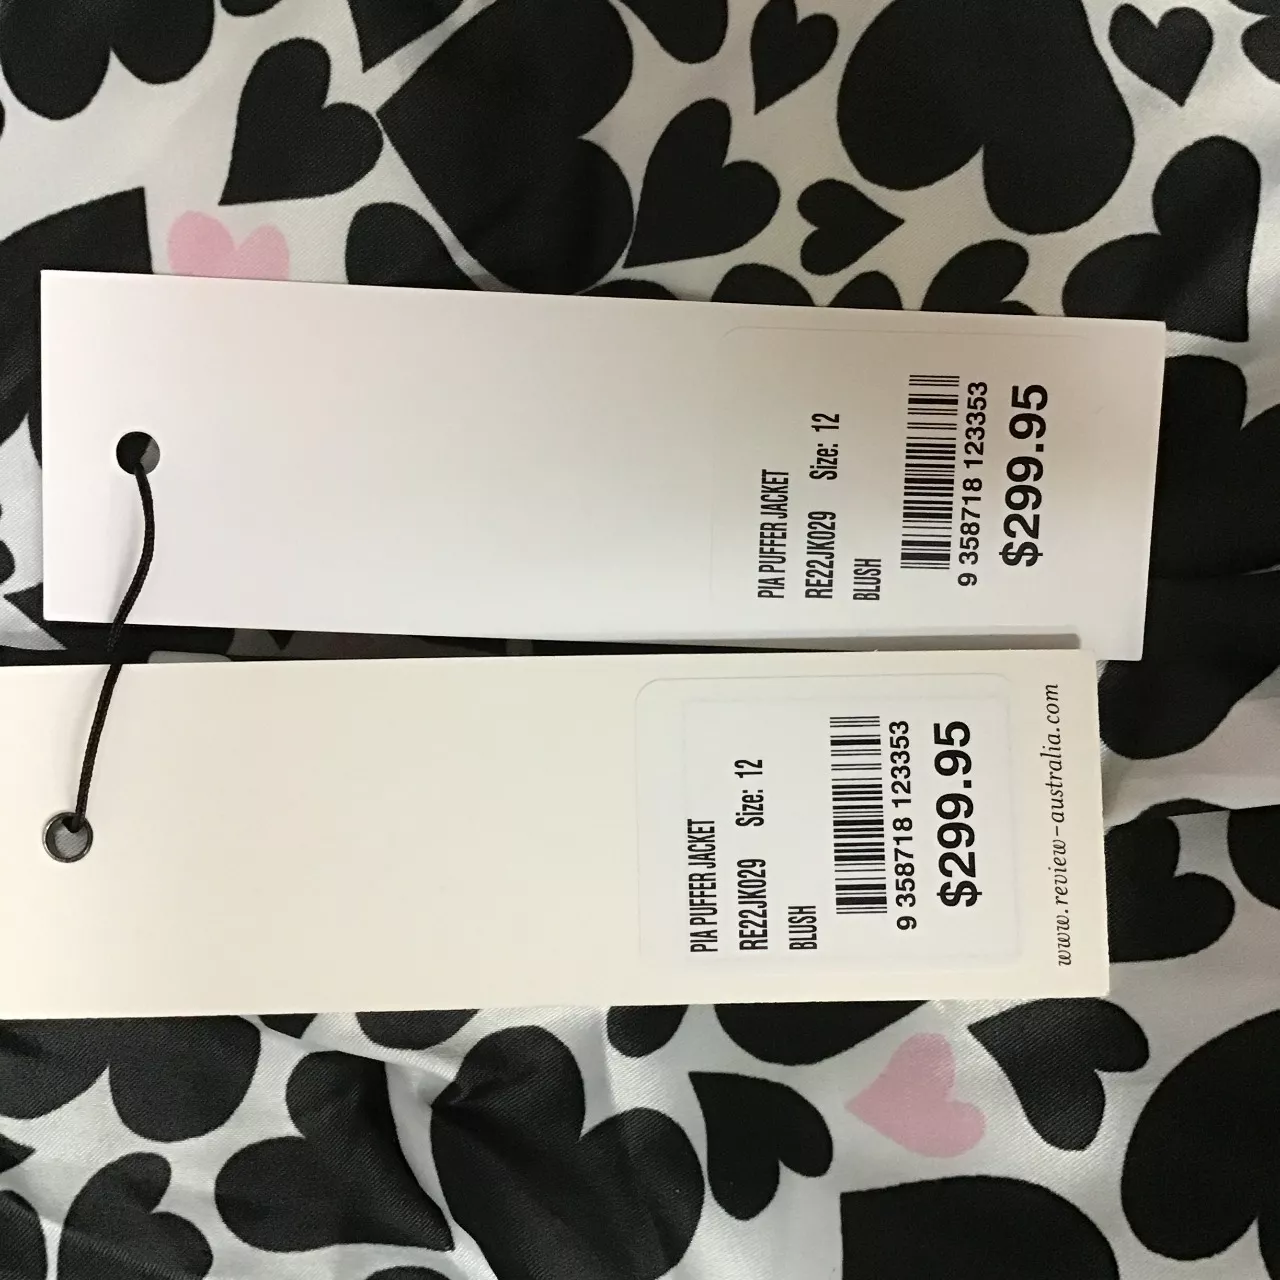 PIA PUFFER JACKET
RE22JK029 Size: 12
BLUSH
9 358718 123353
$299.95
PIA PUFFER JACKET
RE22JK029 Size: 12
BLUSH
9 358718 123353
$299.95
www.review-australia.com